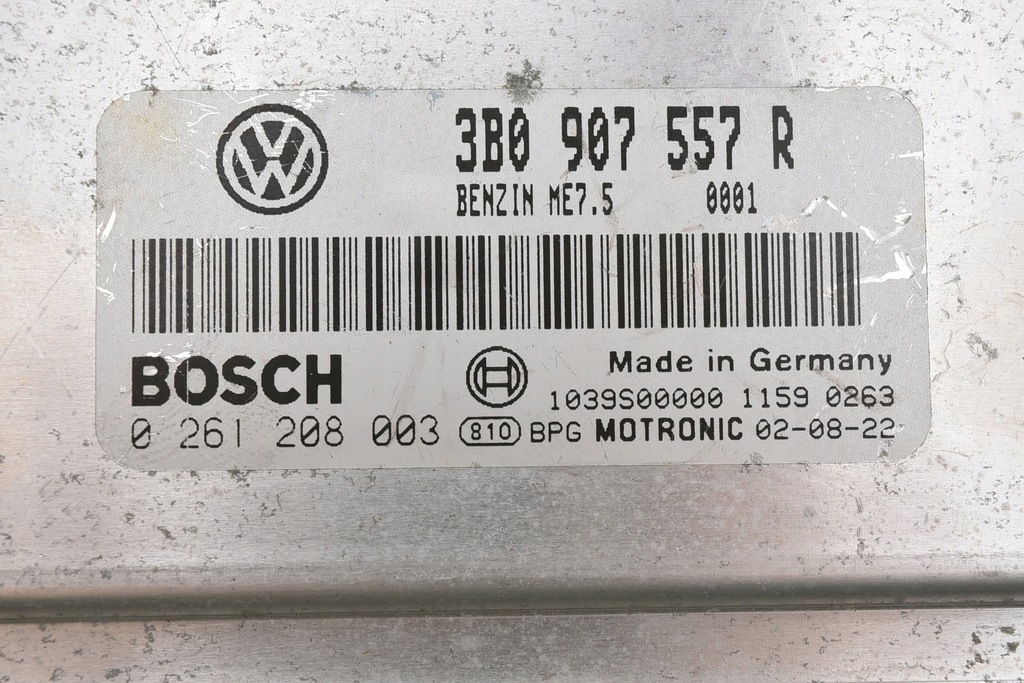 3B0 907 557 R
BENZIN ME7.5 0001
BOSCH
Made in Germany
1039S00000 1159 0263
0 261 208 003 810 BPG MOTRONIC 02-08-22